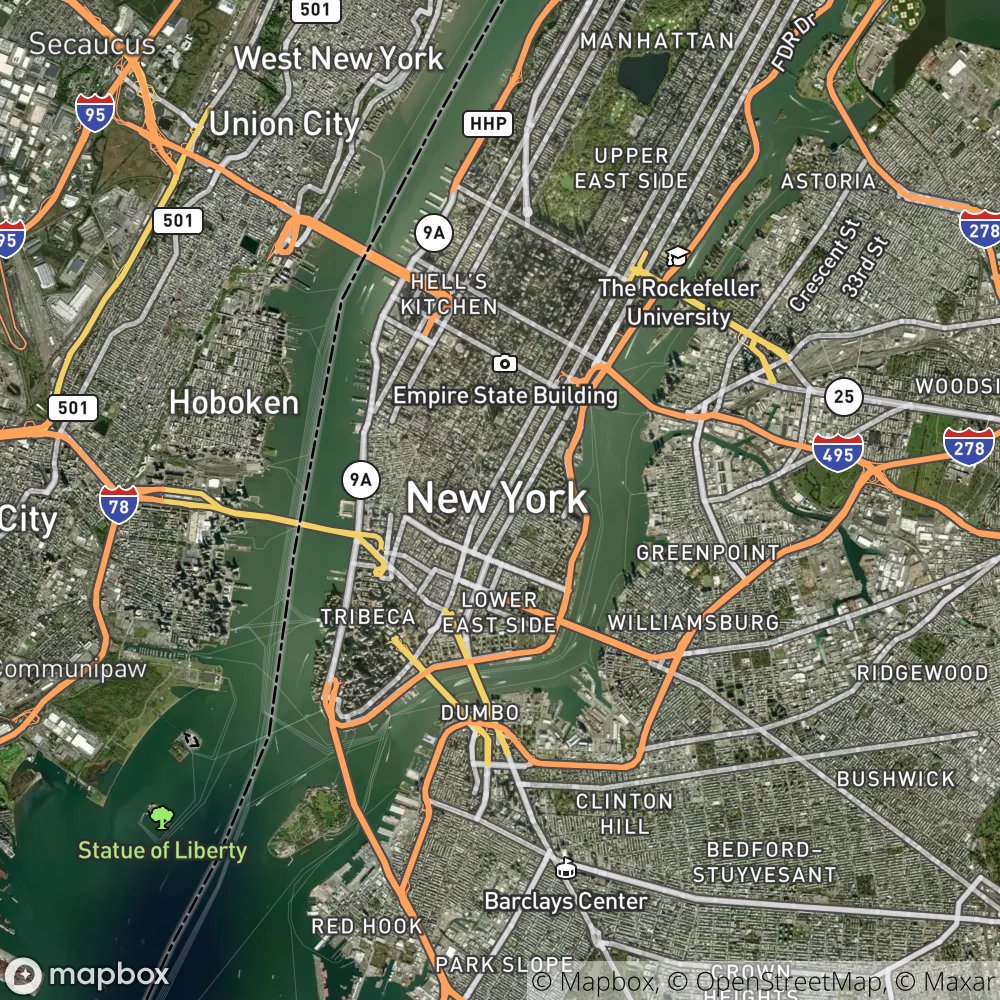 501
Secaucus
MANHATTAN
FDR Dr
West New York
95
HHP
Union City
UPPER
EAST SIDE
ASTORIA
501
9A
278
95
Crescent St
33rd St
HELL'S
KITCHEN
The Rockefeller
University
Empire State Building
WOODSI
501
Hoboken
25
495
278
9A
78
New York
City
GREENPOINT
TRIBECA
LOWER
EAST SIDE
WILLIAMSBURG
Communipaw
RIDGEWOOD
DUMBO
BUSHWICK
CLINTON
HILL
Statue of Liberty
BEDFORD-
STUYVESANT
Barclays Center
RED HOOK
PARK SLOPE
CROWN
HEIGHTS
mapbox
© Mapbox, © OpenStreetMap, © Maxar